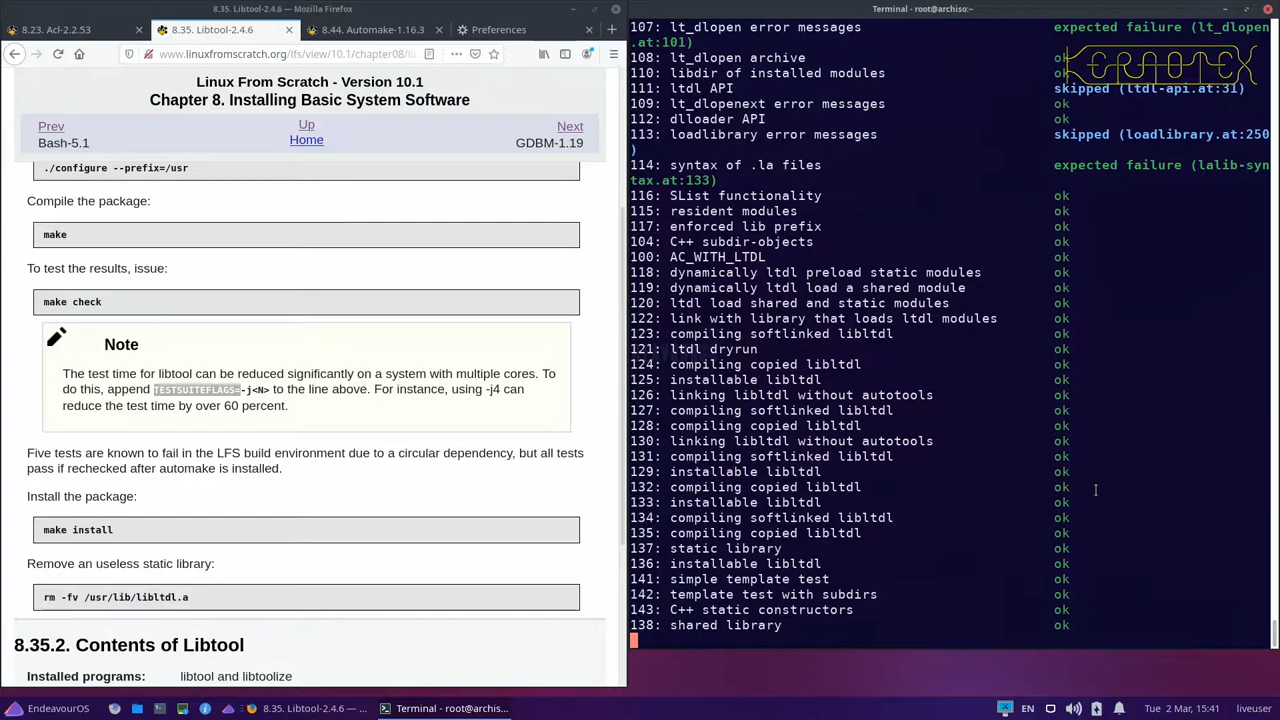 8.35. Libtool-2.4.6 — Mozilla Firefox
8.23. Acl-2.2.53
8.35. Libtool-2.4.6
8.44. Automake-1.16.3
Preferences
www.linuxfromscratch.org/lfs/view/10.1/chapter08/li
Linux From Scratch - Version 10.1
Chapter 8. Installing Basic System Software
Prev
Up
Next
Bash-5.1
Home
GDBM-1.19
./configure --prefix=/usr
Compile the package:
make
To test the results, issue:
make check
Note
The test time for libtool can be reduced significantly on a system with multiple cores. To
do this, append TESTSUITEFLAGS=-j<N> to the line above. For instance, using -j4 can
reduce the test time by over 60 percent.
Five tests are known to fail in the LFS build environment due to a circular dependency, but all tests
pass if rechecked after automake is installed.
Install the package:
make install
Remove an useless static library:
rm -fv /usr/lib/libltdl.a
8.35.2. Contents of Libtool
Installed programs: libtool and libtoolize
Terminal - root@archiso:~
107: lt_dlopen error messages expected failure (lt_dlopen
.at:101)
108: lt_dlopen archive ok
110: libdir of installed modules ok
111: ltdl API skipped (ltdl-api.at:31)
109: lt_dlopenext error messages ok
112: dlloader API ok
113: loadlibrary error messages skipped (loadlibrary.at:250
)
114: syntax of .la files expected failure (lalib-syn
tax.at:133)
116: SList functionality ok
115: resident modules ok
117: enforced lib prefix ok
104: C++ subdir-objects ok
100: AC_WITH_LTDL ok
118: dynamically ltdl preload static modules ok
119: dynamically ltdl load a shared module ok
120: ltdl load shared and static modules ok
122: link with library that loads ltdl modules ok
123: compiling softlinked libltdl ok
121: ltdl dryrun ok
124: compiling copied libltdl ok
125: installable libltdl ok
126: linking libltdl without autotools ok
127: compiling softlinked libltdl ok
128: compiling copied libltdl ok
130: linking libltdl without autotools ok
131: compiling softlinked libltdl ok
129: installable libltdl ok
132: compiling copied libltdl ok
133: installable libltdl ok
134: compiling softlinked libltdl ok
135: compiling copied libltdl ok
137: static library ok
136: installable libltdl ok
141: simple template test ok
142: template test with subdirs ok
143: C++ static constructors ok
138: shared library ok
EndeavourOS
8.35. Libtool-2.4.6 — M...
Terminal - root@archis...
EN
Tue 2 Mar, 15:41
liveuser